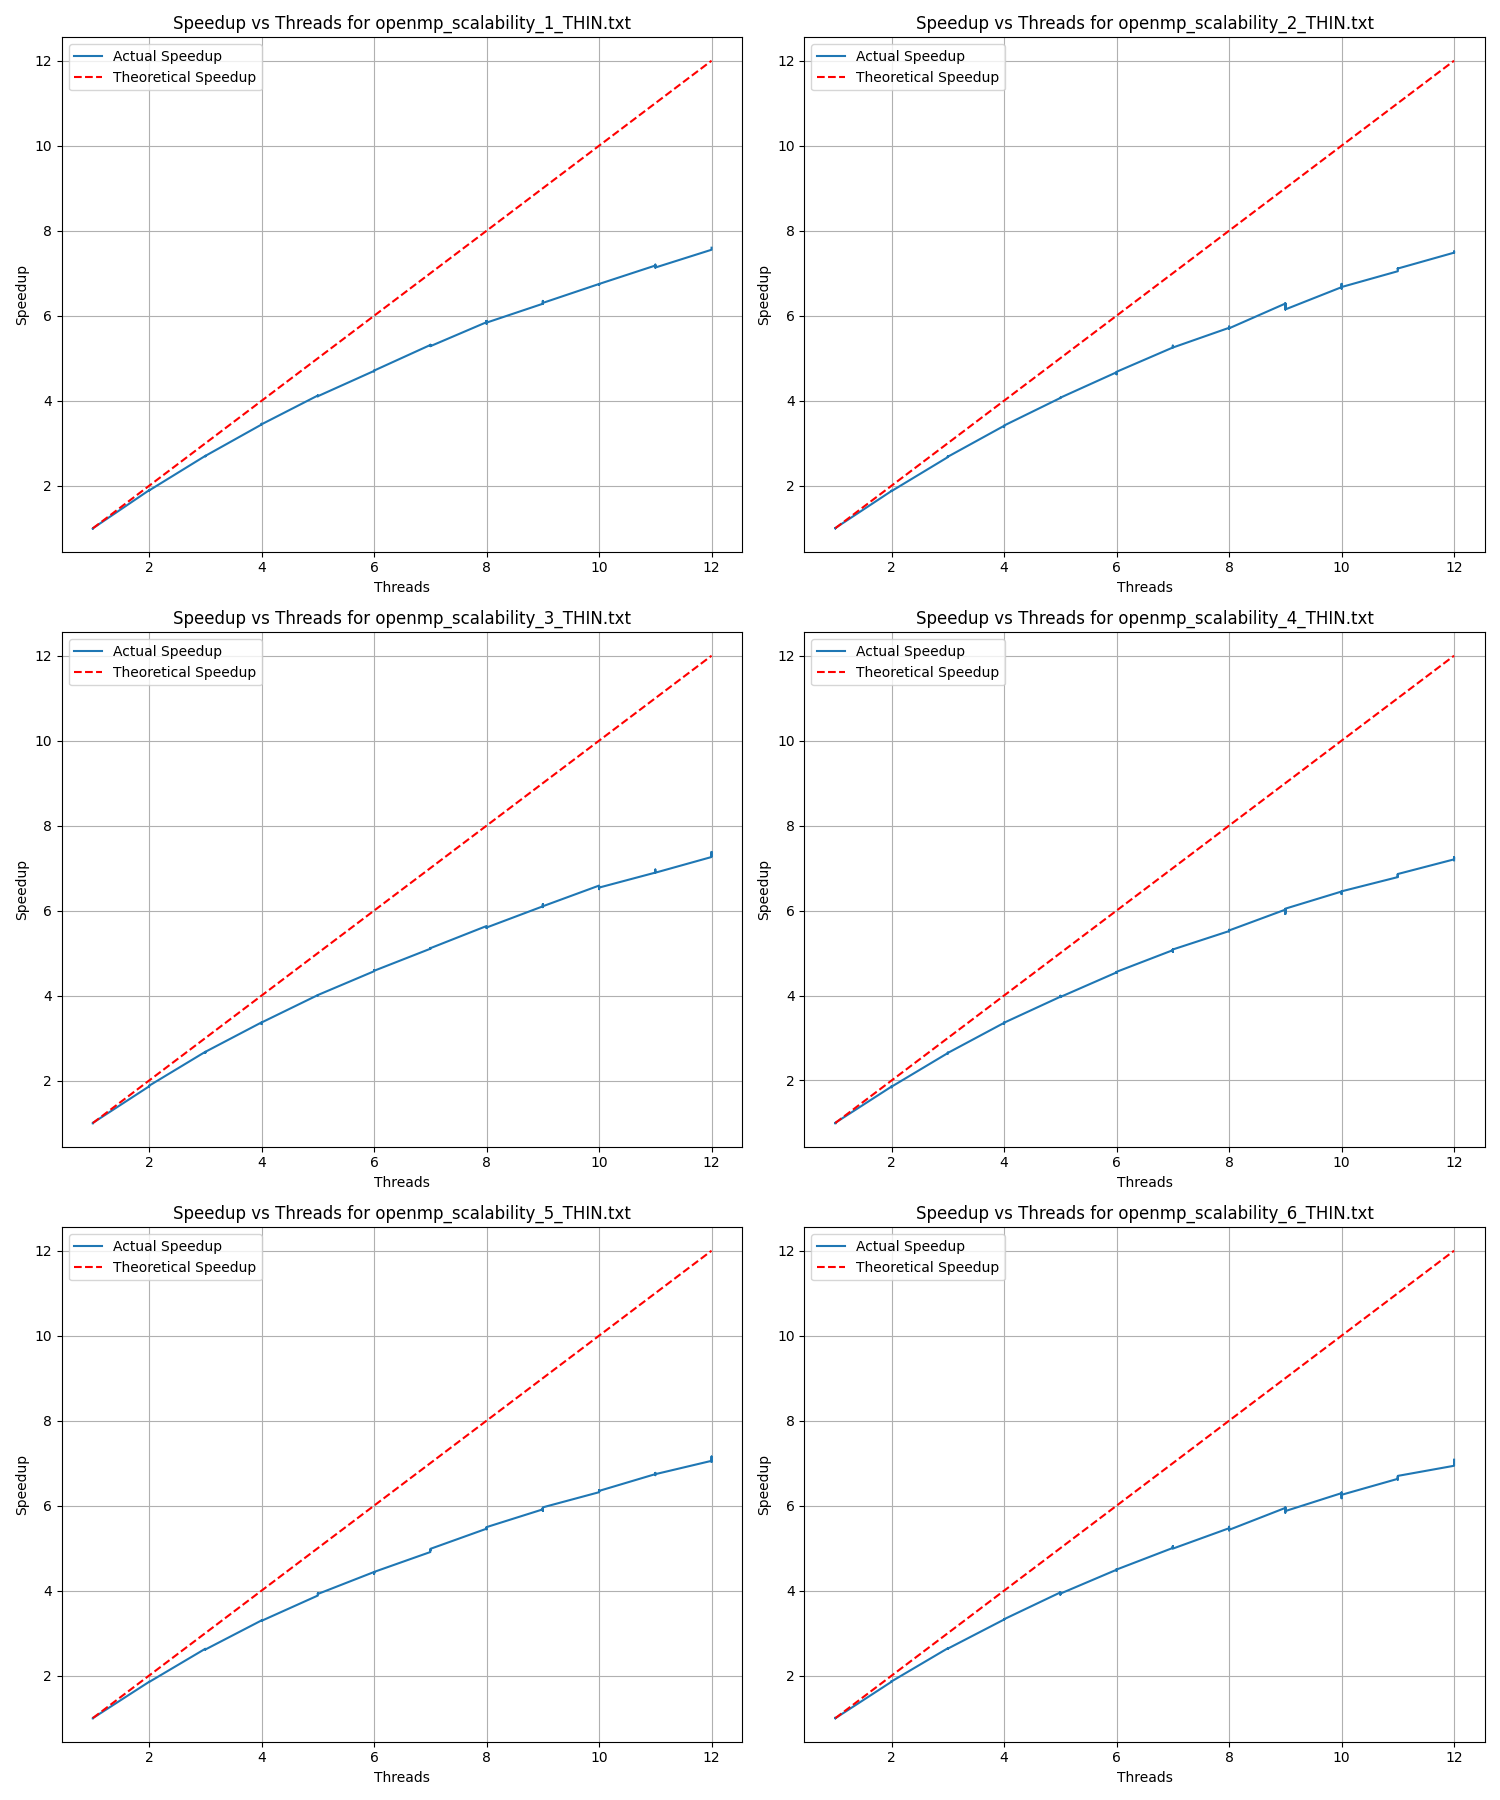 Speedup vs Threads for openmp_scalability_1_THIN.txt
Actual Speedup
Theoretical Speedup
12
10
8
6
4
2
Speedup
2 4 6 8 10 12
Threads
Speedup vs Threads for openmp_scalability_2_THIN.txt
Actual Speedup
Theoretical Speedup
12
10
8
6
4
2
Speedup
2 4 6 8 10 12
Threads
Speedup vs Threads for openmp_scalability_3_THIN.txt
Actual Speedup
Theoretical Speedup
12
10
8
6
4
2
Speedup
2 4 6 8 10 12
Threads
Speedup vs Threads for openmp_scalability_4_THIN.txt
Actual Speedup
Theoretical Speedup
12
10
8
6
4
2
Speedup
2 4 6 8 10 12
Threads
Speedup vs Threads for openmp_scalability_5_THIN.txt
Actual Speedup
Theoretical Speedup
12
10
8
6
4
2
Speedup
2 4 6 8 10 12
Threads
Speedup vs Threads for openmp_scalability_6_THIN.txt
Actual Speedup
Theoretical Speedup
12
10
8
6
4
2
Speedup
2 4 6 8 10 12
Threads